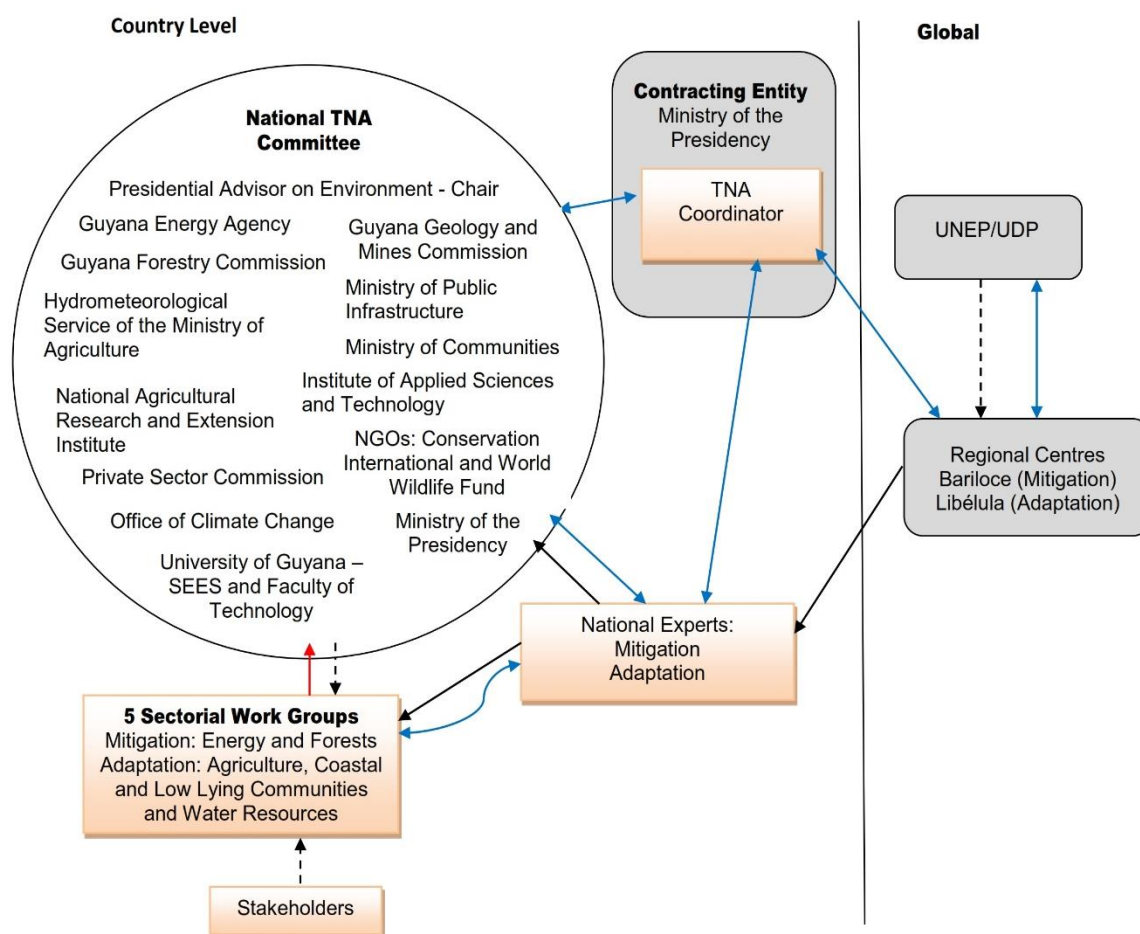 Country Level
Global
National TNA
Committee
Presidential Advisor on Environment - Chair
Guyana Energy Agency
Guyana Forestry Commission
Hydrometeorological
Service of the Ministry of
Agriculture
National Agricultural
Research and Extension
Institute
Private Sector Commission
Office of Climate Change
University of Guyana –
SEES and Faculty of
Technology
Guyana Geology and
Mines Commission
Ministry of Public
Infrastructure
Ministry of Communities
Institute of Applied Sciences
and Technology
NGOs: Conservation
International and World
Wildlife Fund
Ministry of the
Presidency
Contracting Entity
Ministry of the
Presidency
TNA
Coordinator
UNEP/UDP
Regional Centres
Bariloce (Mitigation)
Libélula (Adaptation)
National Experts:
Mitigation
Adaptation
5 Sectorial Work Groups
Mitigation: Energy and Forests
Adaptation: Agriculture, Coastal
and Low Lying Communities
and Water Resources
Stakeholders